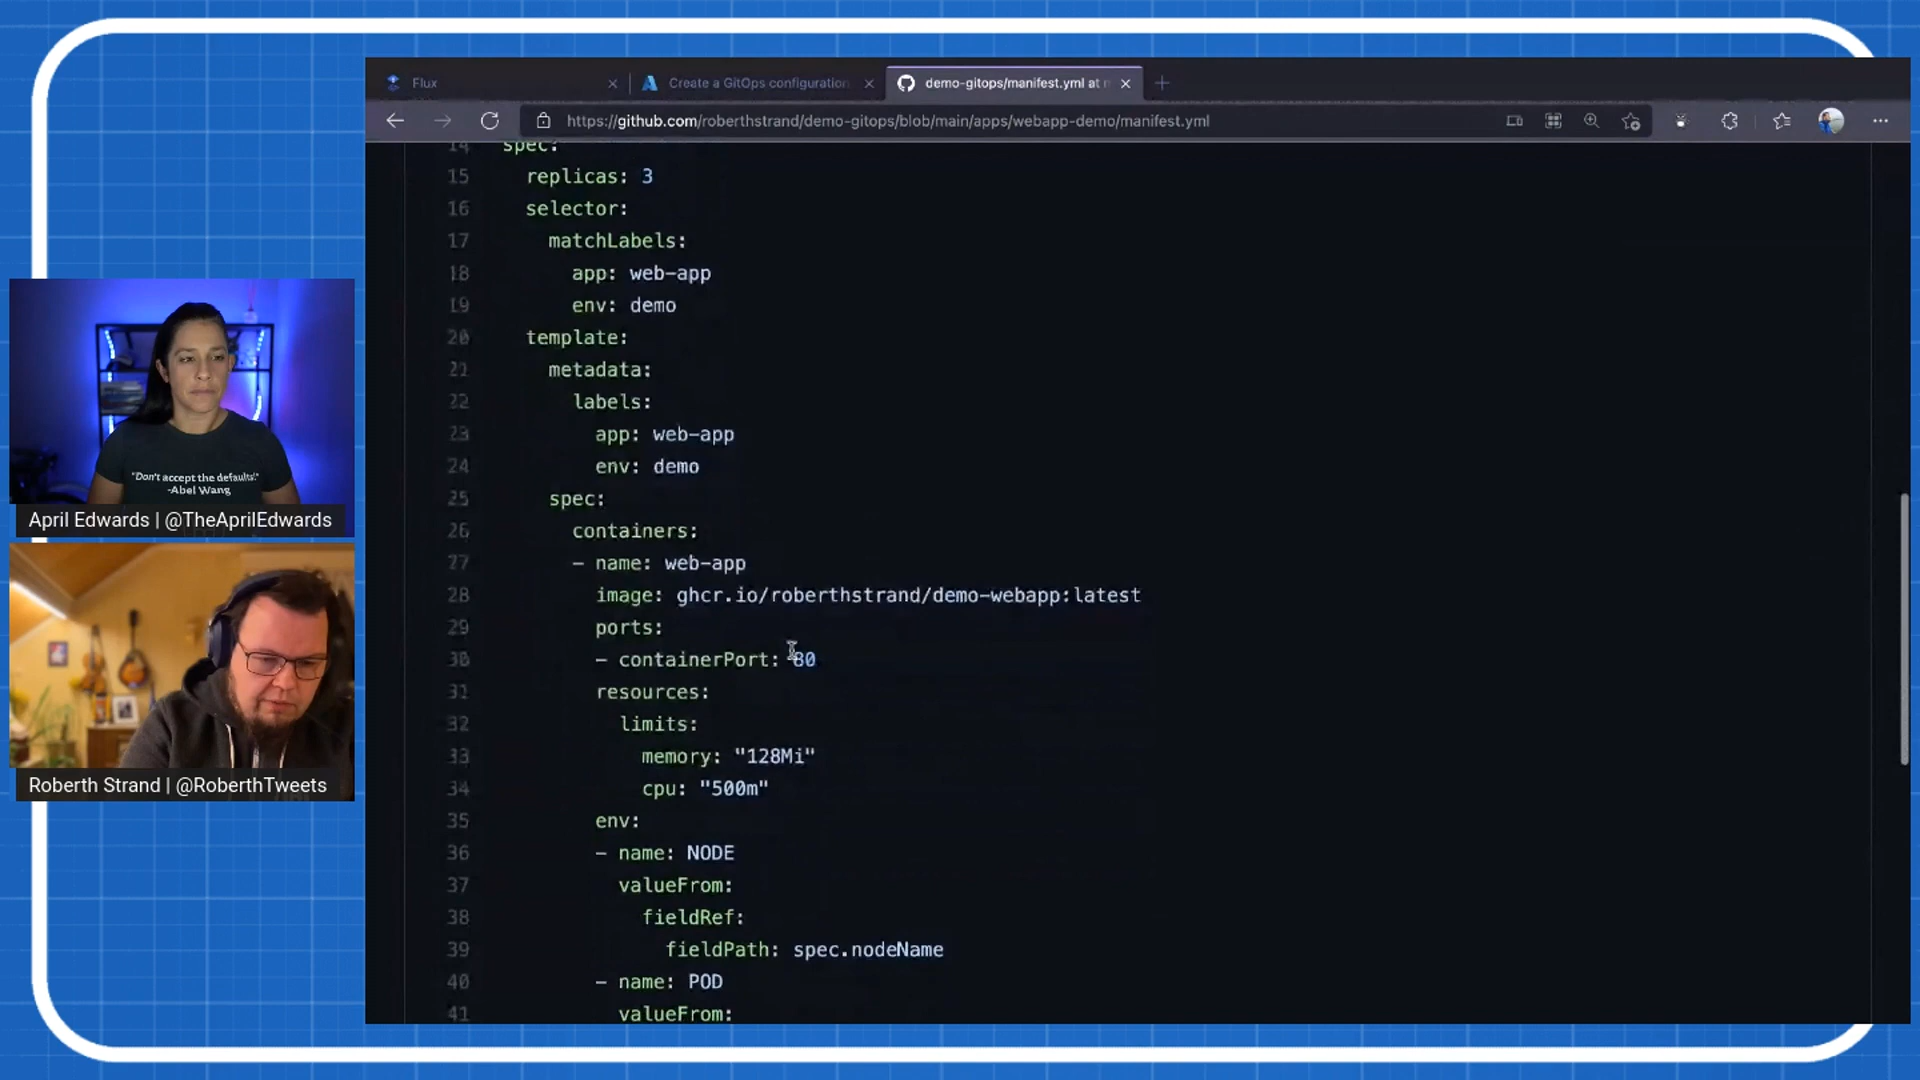 Flux
Create a GitOps configuration
demo-gitops/manifest.yml at
https://github.com/roberthstrand/demo-gitops/blob/main/apps/webapp-demo/manifest.yml
14 spec:
15 replicas: 3
16 selector:
17 matchLabels:
18 app: web-app
19 env: demo
20 template:
21 metadata:
22 labels:
23 app: web-app
24 env: demo
25 spec:
26 containers:
27 - name: web-app
28 image: ghcr.io/roberthstrand/demo-webapp:latest
29 ports:
30 - containerPort: 80
31 resources:
32 limits:
33 memory: "128Mi"
34 cpu: "500m"
35 env:
36 - name: NODE
37 valueFrom:
38 fieldRef:
39 fieldPath: spec.nodeName
40 - name: POD
41 valueFrom:
"Don't accept the defaults!"
-Abel Wang
April Edwards | @TheAprilEdwards
Roberth Strand | @RoberthTweets